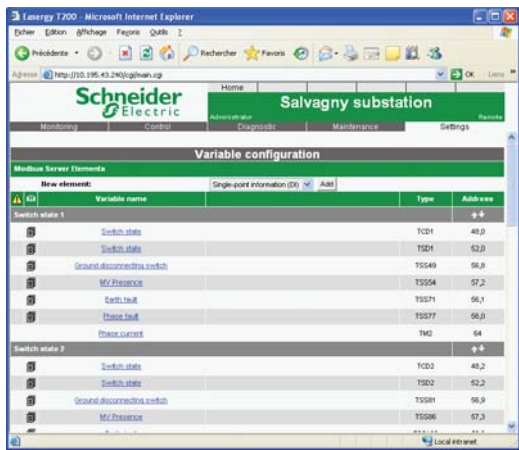 Easergy T200 - Microsoft Internet Explorer
Fichier Edition Affichage Favoris Outils ?
Précédente Rechercher Favoris
Adresse http://10.195.43.240/cgi/main.cgi OK Liens
Schneider Electric
Home
Salvagny substation
Administrator Remote
Monitoring Control Diagnostic Maintenance Settings
Variable configuration
Modbus Server Elements
New element: Single-point information (DI) Add
Variable name Type Address
Switch state 1
Switch state TCD1 48,0
Switch state TSD1 52,0
Ground disconnecting switch TSS49 56,8
MV Presence TSS54 57,2
Earth fault TSS71 56,1
Phase fault TSS77 56,0
Phase current TM2 64
Switch state 2
Switch state TCD2 48,2
Switch state TSD2 52,2
Ground disconnecting switch TSS81 56,9
MV Presence TSS86 57,3
Local intranet